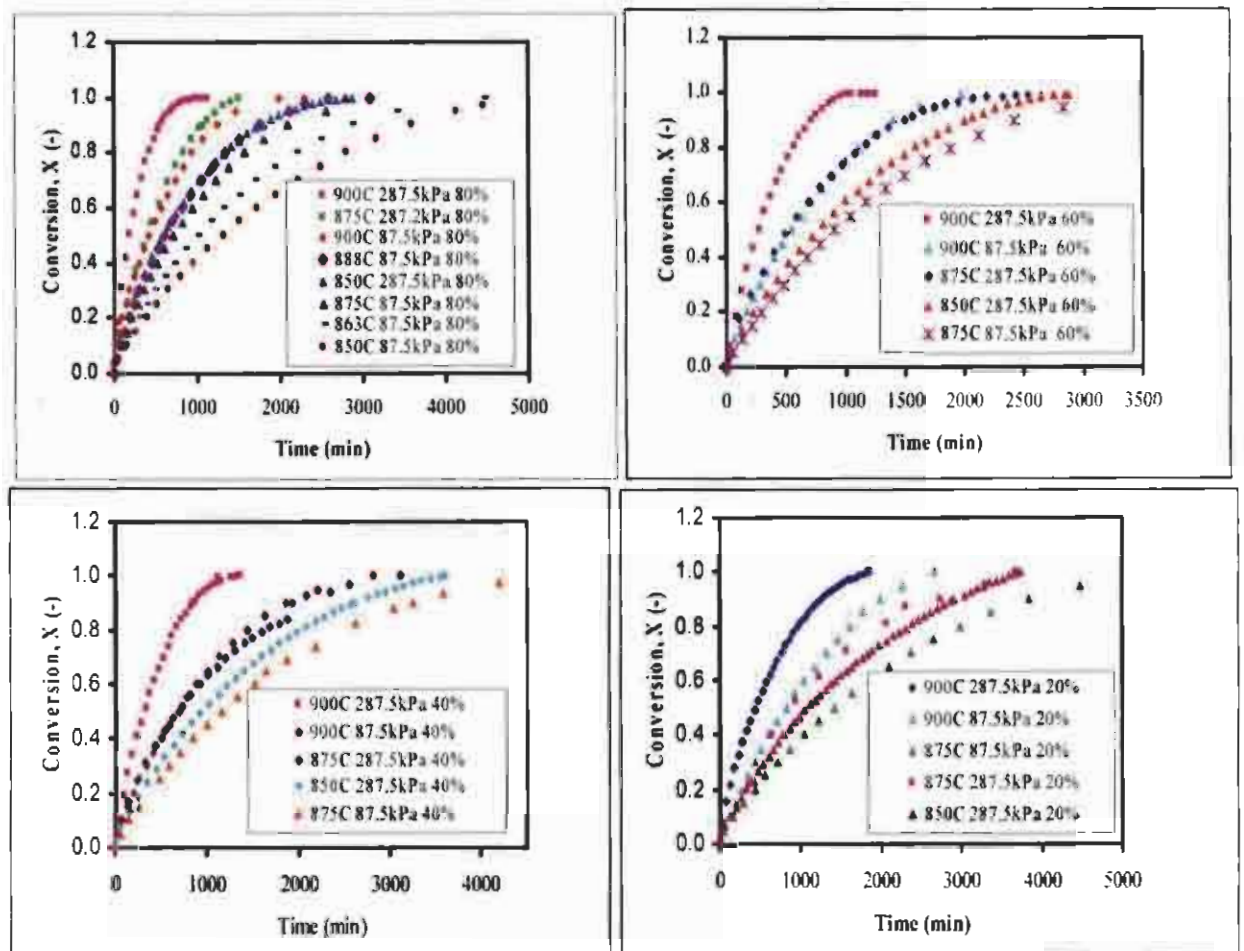 1.2
1.0
0.8
0.6
0.4
0.2
0.0
Conversion, X (-)
900C 287.5kPa 80%
875C 287.2kPa 80%
900C 87.5kPa 80%
888C 87.5kPa 80%
850C 287.5kPa 80%
875C 87.5kPa 80%
863C 87.5kPa 80%
850C 87.5kPa 80%
0 1000 2000 3000 4000 5000
Time (min)
1.2
1.0
0.8
0.6
0.4
0.2
0.0
Conversion, X (-)
900C 287.5kPa 60%
900C 87.5kPa 60%
875C 287.5kPa 60%
850C 287.5kPa 60%
875C 87.5kPa 60%
0 500 1000 1500 2000 2500 3000 3500
Time (min)
1.2
1.0
0.8
0.6
0.4
0.2
0.0
Conversion, X (-)
900C 287.5kPa 40%
900C 87.5kPa 40%
875C 287.5kPa 40%
850C 287.5kPa 40%
875C 87.5kPa 40%
0 1000 2000 3000 4000
Time (min)
1.2
1.0
0.8
0.6
0.4
0.2
0.0
Conversion, X (-)
900C 287.5kPa 20%
900C 87.5kPa 20%
875C 87.5kPa 20%
875C 287.5kPa 20%
850C 287.5kPa 20%
0 1000 2000 3000 4000 5000
Time (min)